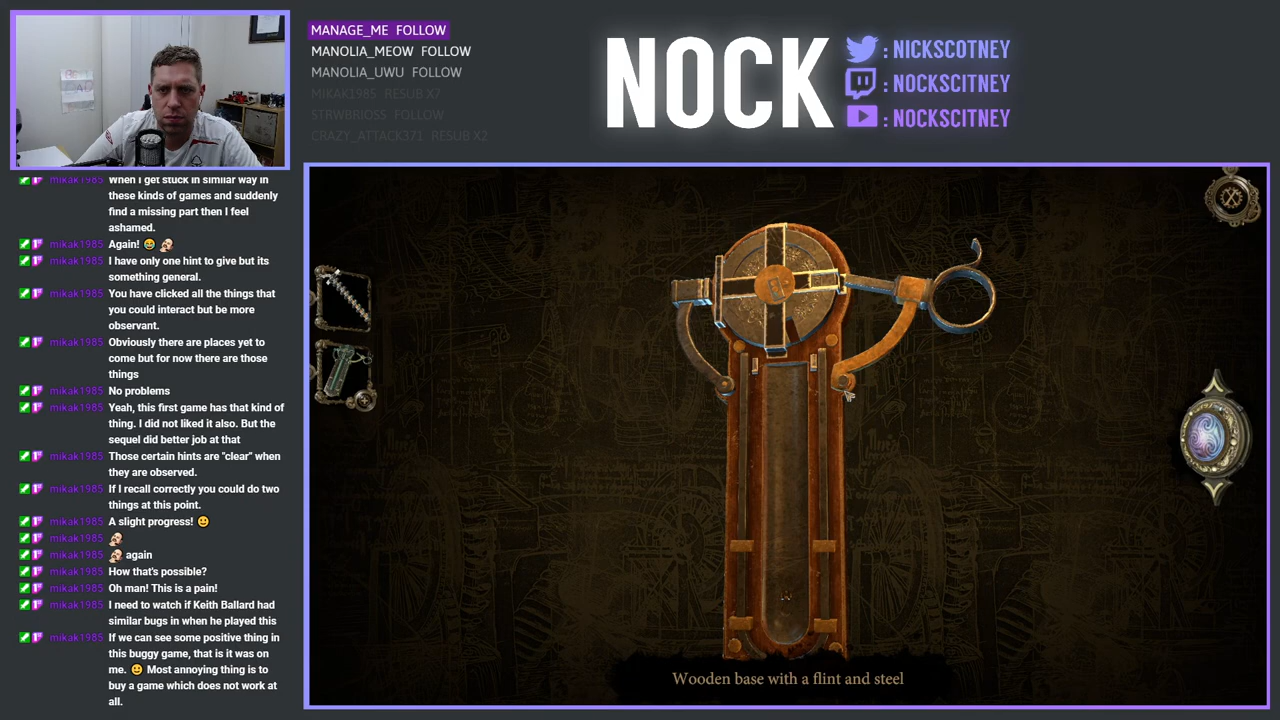 MANAGE_ME FOLLOW
MANOLIA_MEOW FOLLOW
MANOLIA_UWU FOLLOW
MIKAK1985 RESUB X7
STRWBRIOSS FOLLOW
CRAZY_ATTACK371 RESUB X2
NOCK
: NICKSCOTNEY
: NOCKSCITNEY
: NOCKSCITNEY
mikak1985 When I get stuck in similar way in
these kinds of games and suddenly
find a missing part then I feel
ashamed.
mikak1985 Again! 😂
mikak1985 I have only one hint to give but its
something general.
mikak1985 You have clicked all the things that
you could interact but be more
observant.
mikak1985 Obviously there are places yet to
come but for now there are those
things
mikak1985 No problems
mikak1985 Yeah, this first game has that kind of
thing. I did not liked it also. But the
sequel did better job at that
mikak1985 Those certain hints are "clear" when
they are observed.
mikak1985 If I recall correctly you could do two
things at this point.
mikak1985 A slight progress! 😀
mikak1985
mikak1985 again
mikak1985 How that's possible?
mikak1985 Oh man! This is a pain!
mikak1985 I need to watch if Keith Ballard had
similar bugs in when he played this
mikak1985 If we can see some positive thing in
this buggy game, that is it was on
me. 😀 Most annoying thing is to
buy a game which does not work at
all.
Wooden base with a flint and steel